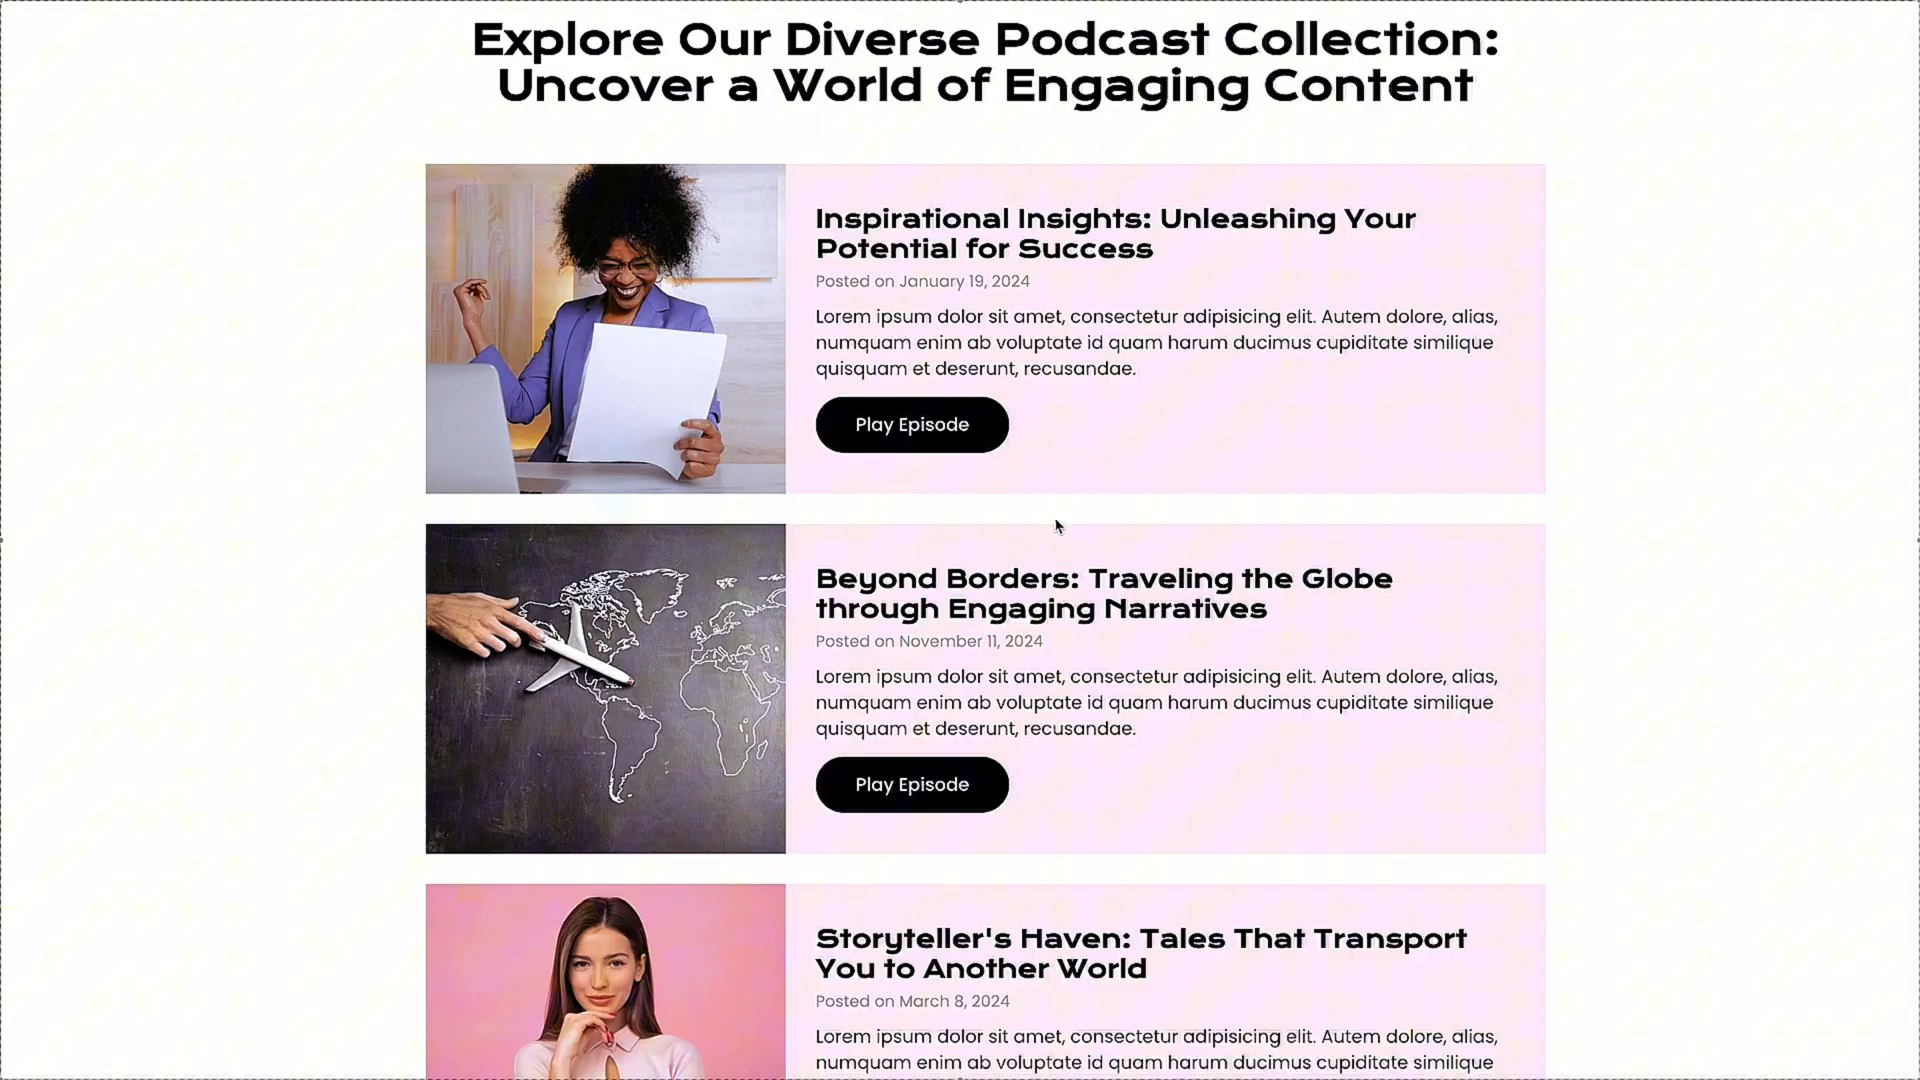 Explore Our Diverse Podcast Collection:
Uncover a World of Engaging Content
Inspirational Insights: Unleashing Your
Potential for Success
Posted on January 19, 2024
Lorem ipsum dolor sit amet, consectetur adipisicing elit. Autem dolore, alias,
numquam enim ab voluptate id quam harum ducimus cupiditate similique
quisquam et deserunt, recusandae.
Play Episode
Beyond Borders: Traveling the Globe
through Engaging Narratives
Posted on November 11, 2024
Lorem ipsum dolor sit amet, consectetur adipisicing elit. Autem dolore, alias,
numquam enim ab voluptate id quam harum ducimus cupiditate similique
quisquam et deserunt, recusandae.
Play Episode
Storyteller's Haven: Tales That Transport
You to Another World
Posted on March 8, 2024
Lorem ipsum dolor sit amet, consectetur adipisicing elit. Autem dolore, alias,
numquam enim ab voluptate id quam harum ducimus cupiditate similique